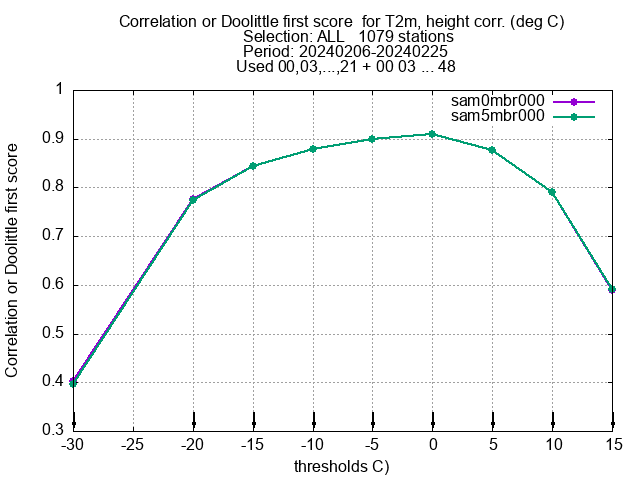 Correlation or Doolittle first score  for T2m, height corr. (deg C)
Selection: ALL   1079 stations
Period: 20240206-20240225
Used 00,03,...,21 + 00 03 ... 48
sam0mbr000
sam5mbr000
Correlation or Doolittle first score
1
0.9
0.8
0.7
0.6
0.5
0.4
0.3
-30 -25 -20 -15 -10 -5 0 5 10 15
thresholds C)